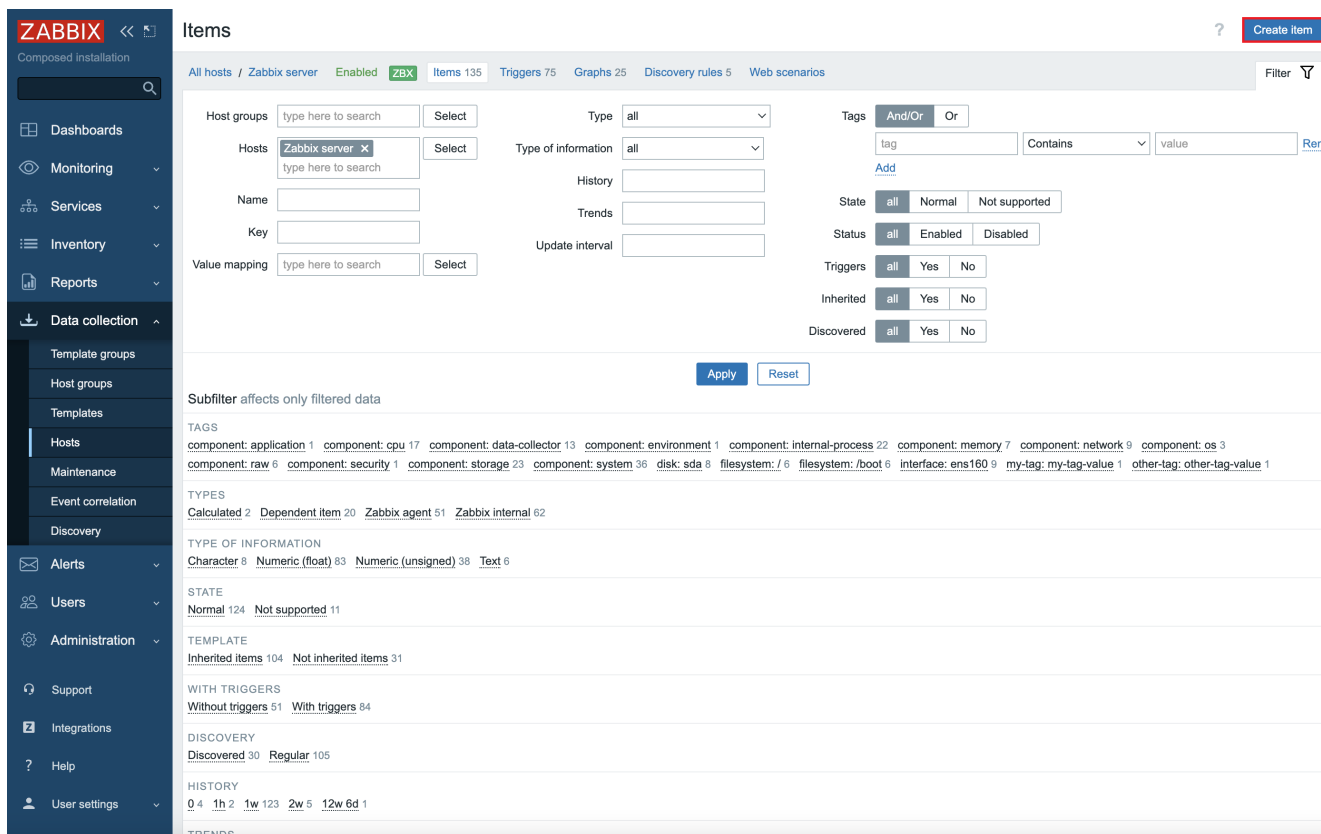 ZABBIX
Composed installation
Dashboards
Monitoring
Services
Inventory
Reports
Data collection
Template groups
Host groups
Templates
Hosts
Maintenance
Event correlation
Discovery
Alerts
Users
Administration
Support
Z Integrations
? Help
User settings
Items
? Create item
All hosts / Zabbix server Enabled ZBX Items 135 Triggers 75 Graphs 25 Discovery rules 5 Web scenarios Filter
Host groups type here to search Select
Hosts Zabbix server × Select
type here to search
Name
Key
Value mapping type here to search Select
Type all
Type of information all
History
Trends
Update interval
Tags And/Or Or
tag Contains value Rer
Add
State all Normal Not supported
Status all Enabled Disabled
Triggers all Yes No
Inherited all Yes No
Discovered all Yes No
Apply Reset
Subfilter affects only filtered data
TAGS
component: application 1 component: cpu 17 component: data-collector 13 component: environment 1 component: internal-process 22 component: memory 7 component: network 9 component: os 3
component: raw 6 component: security 1 component: storage 23 component: system 36 disk: sda 8 filesystem: / 6 filesystem: /boot 6 interface: ens160 9 my-tag: my-tag-value 1 other-tag: other-tag-value 1
TYPES
Calculated 2 Dependent item 20 Zabbix agent 51 Zabbix internal 62
TYPE OF INFORMATION
Character 8 Numeric (float) 83 Numeric (unsigned) 38 Text 6
STATE
Normal 124 Not supported 11
TEMPLATE
Inherited items 104 Not inherited items 31
WITH TRIGGERS
Without triggers 51 With triggers 84
DISCOVERY
Discovered 30 Regular 105
HISTORY
0 4 1h 2 1w 123 2w 5 12w 6d 1
TRENDS